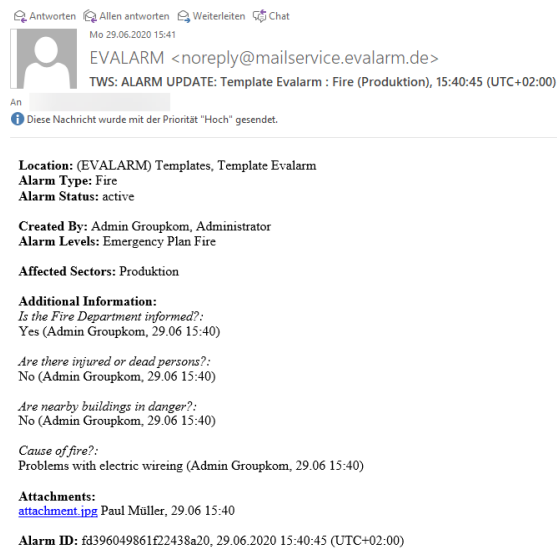 Antworten Allen antworten Weiterleiten Chat
Mo 29.06.2020 15:41
EVALARM <noreply@mailservice.evalarm.de>
TWS: ALARM UPDATE: Template Evalarm : Fire (Produktion), 15:40:45 (UTC+02:00)
An
Diese Nachricht wurde mit der Priorität "Hoch" gesendet.
Location: (EVALARM) Templates, Template Evalarm
Alarm Type: Fire
Alarm Status: active
Created By: Admin Groupkom, Administrator
Alarm Levels: Emergency Plan Fire
Affected Sectors: Produktion
Additional Information:
Is the Fire Department informed?:
Yes (Admin Groupkom, 29.06 15:40)
Are there injured or dead persons?:
No (Admin Groupkom, 29.06 15:40)
Are nearby buildings in danger?:
No (Admin Groupkom, 29.06 15:40)
Cause of fire?:
Problems with electric wireing (Admin Groupkom, 29.06 15:40)
Attachments:
attachment.jpg Paul Müller, 29.06 15:40
Alarm ID: fd396049861f22438a20, 29.06.2020 15:40:45 (UTC+02:00)